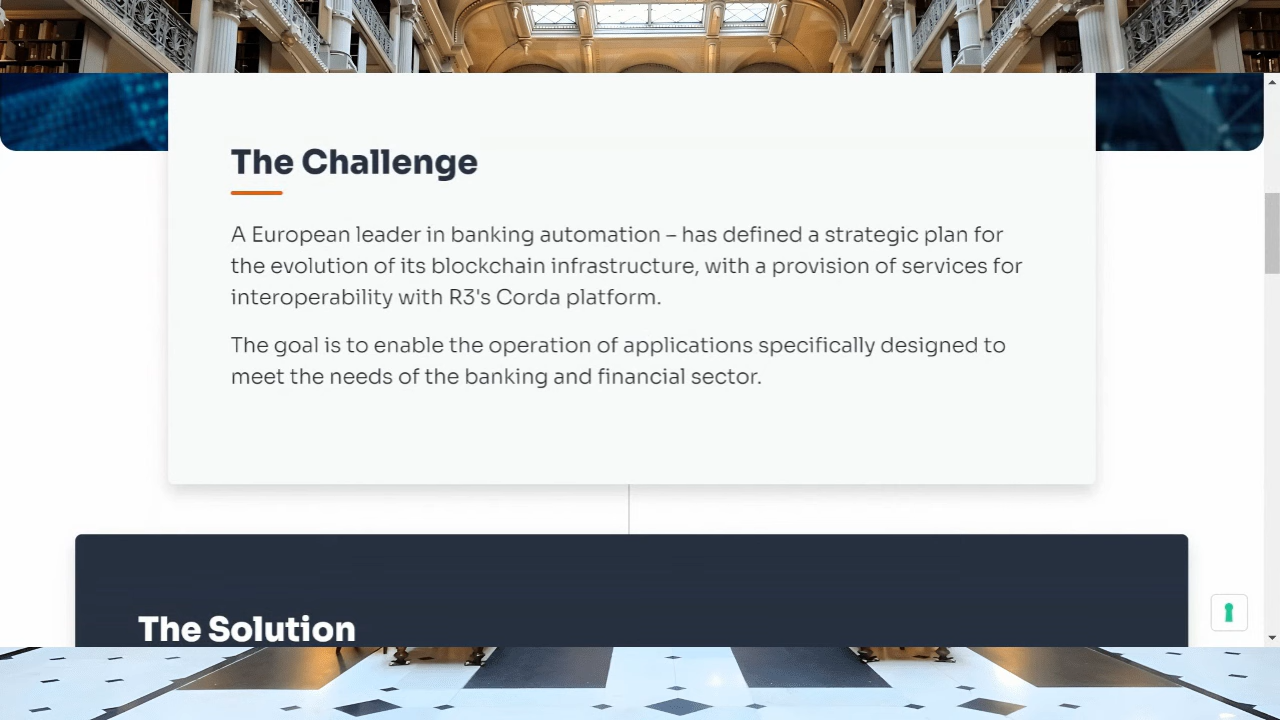 The Challenge
A European leader in banking automation – has defined a strategic plan for
the evolution of its blockchain infrastructure, with a provision of services for
interoperability with R3's Corda platform.
The goal is to enable the operation of applications specifically designed to
meet the needs of the banking and financial sector.
The Solution